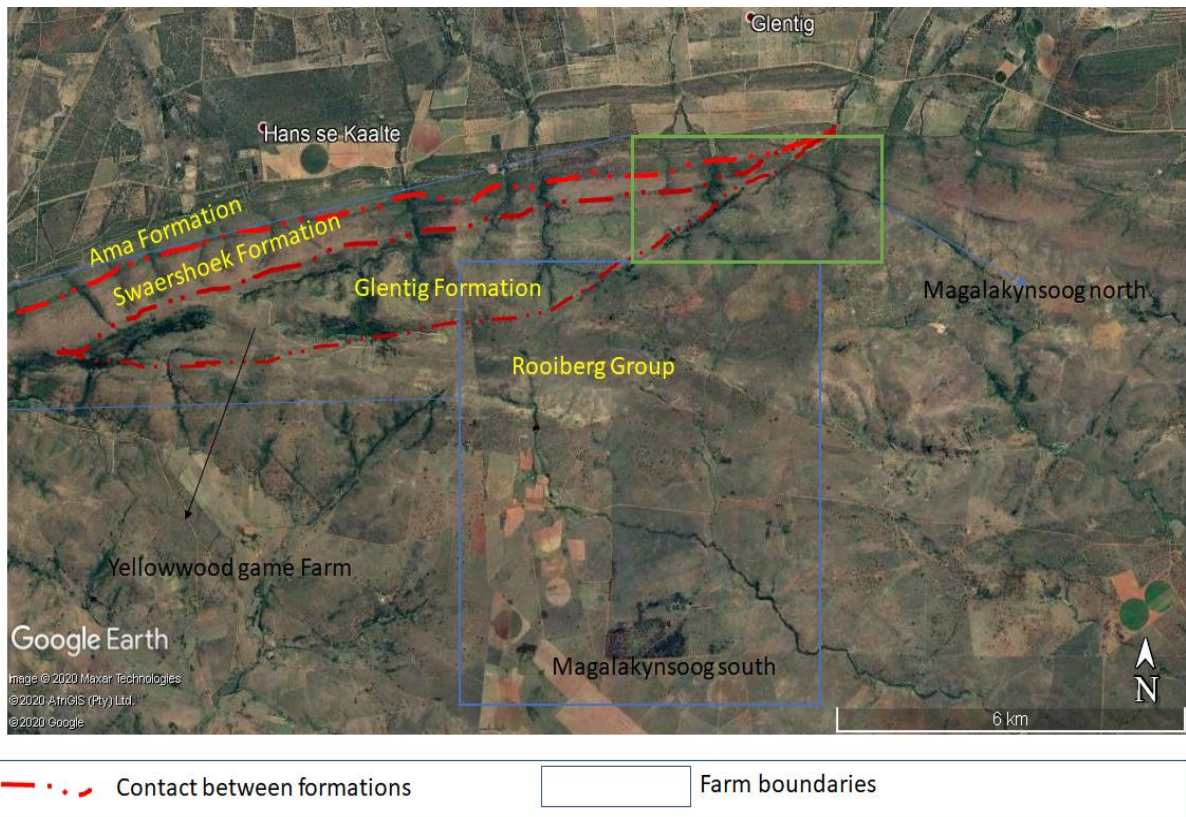 Glentig
Hans se Kaalte
Ama Formation
Swaershoek Formation
Glentig Formation
Magalakynsoog north
Rooiberg Group
Yellowwood game Farm
Google Earth
Magalakynsoog south
Image © 2020 Maxar Technologies
© 2020 AfriGIS (Pty) Ltd.
© 2020 Google
N
6 km
Contact between formations
Farm boundaries